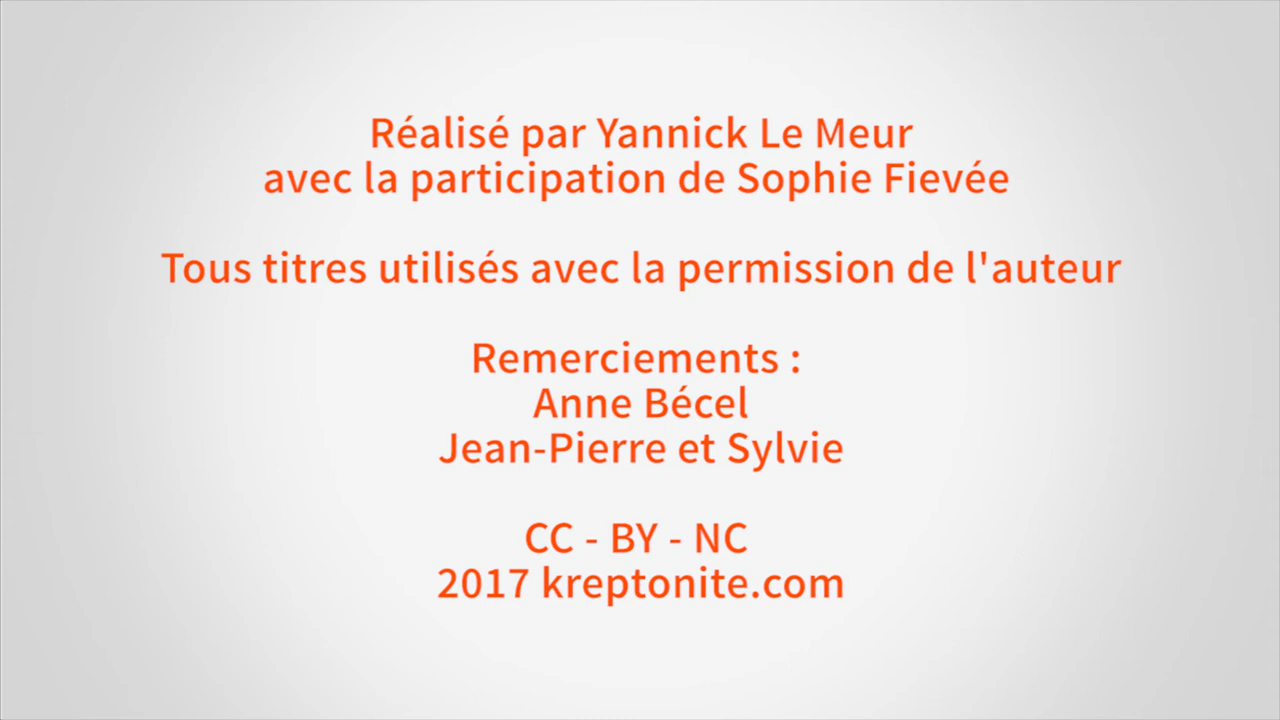 Réalisé par Yannick Le Meur
avec la participation de Sophie Fievée
Tous titres utilisés avec la permission de l'auteur
Remerciements :
Anne Bécel
Jean-Pierre et Sylvie
CC - BY - NC
2017 kreptonite.com